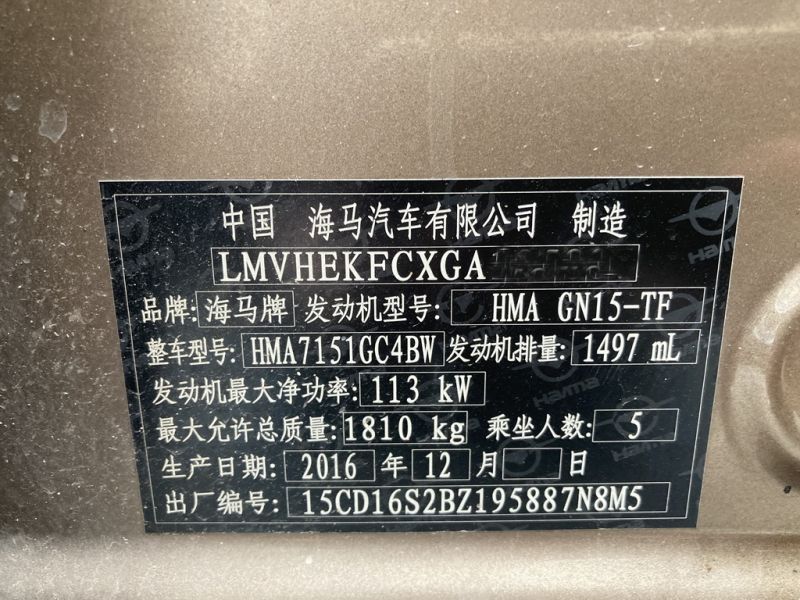 中国 海马汽车有限公司 制造
LMVHEKFCXGA
品牌: 海马牌 发动机型号: HMA GN15-TF
整车型号: HMA7151GC4BW 发动机排量: 1497 mL
发动机最大净功率: 113 kW
最大允许总质量: 1810 kg 乘坐人数: 5
生产日期: 2016 年 12 月 日
出厂编号: 15CD16S2BZ195887N8M5